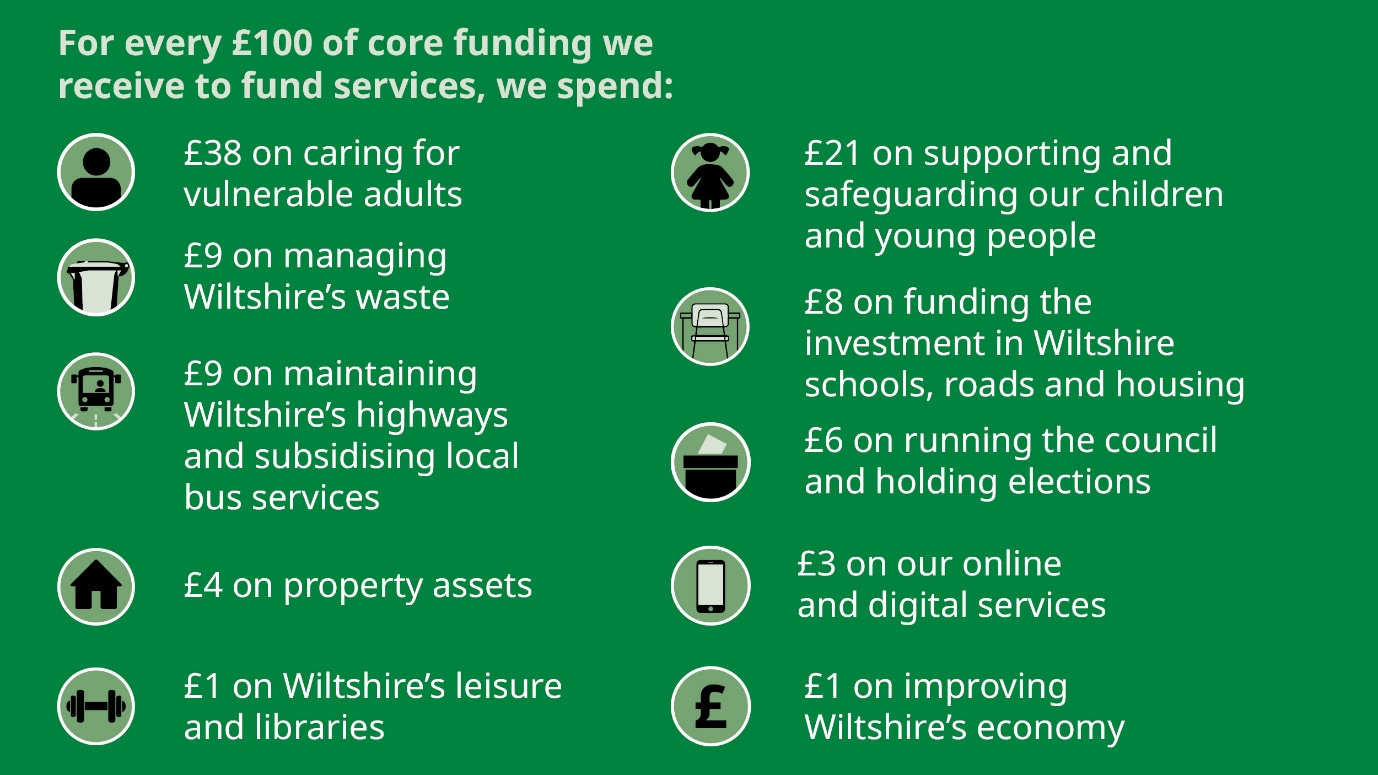 For every £100 of core funding we
receive to fund services, we spend:
£38 on caring for
vulnerable adults
£9 on managing
Wiltshire’s waste
£9 on maintaining
Wiltshire’s highways
and subsidising local
bus services
£4 on property assets
£1 on Wiltshire’s leisure
and libraries
£21 on supporting and
safeguarding our children
and young people
£8 on funding the
investment in Wiltshire
schools, roads and housing
£6 on running the council
and holding elections
£3 on our online
and digital services
£
£1 on improving
Wiltshire’s economy